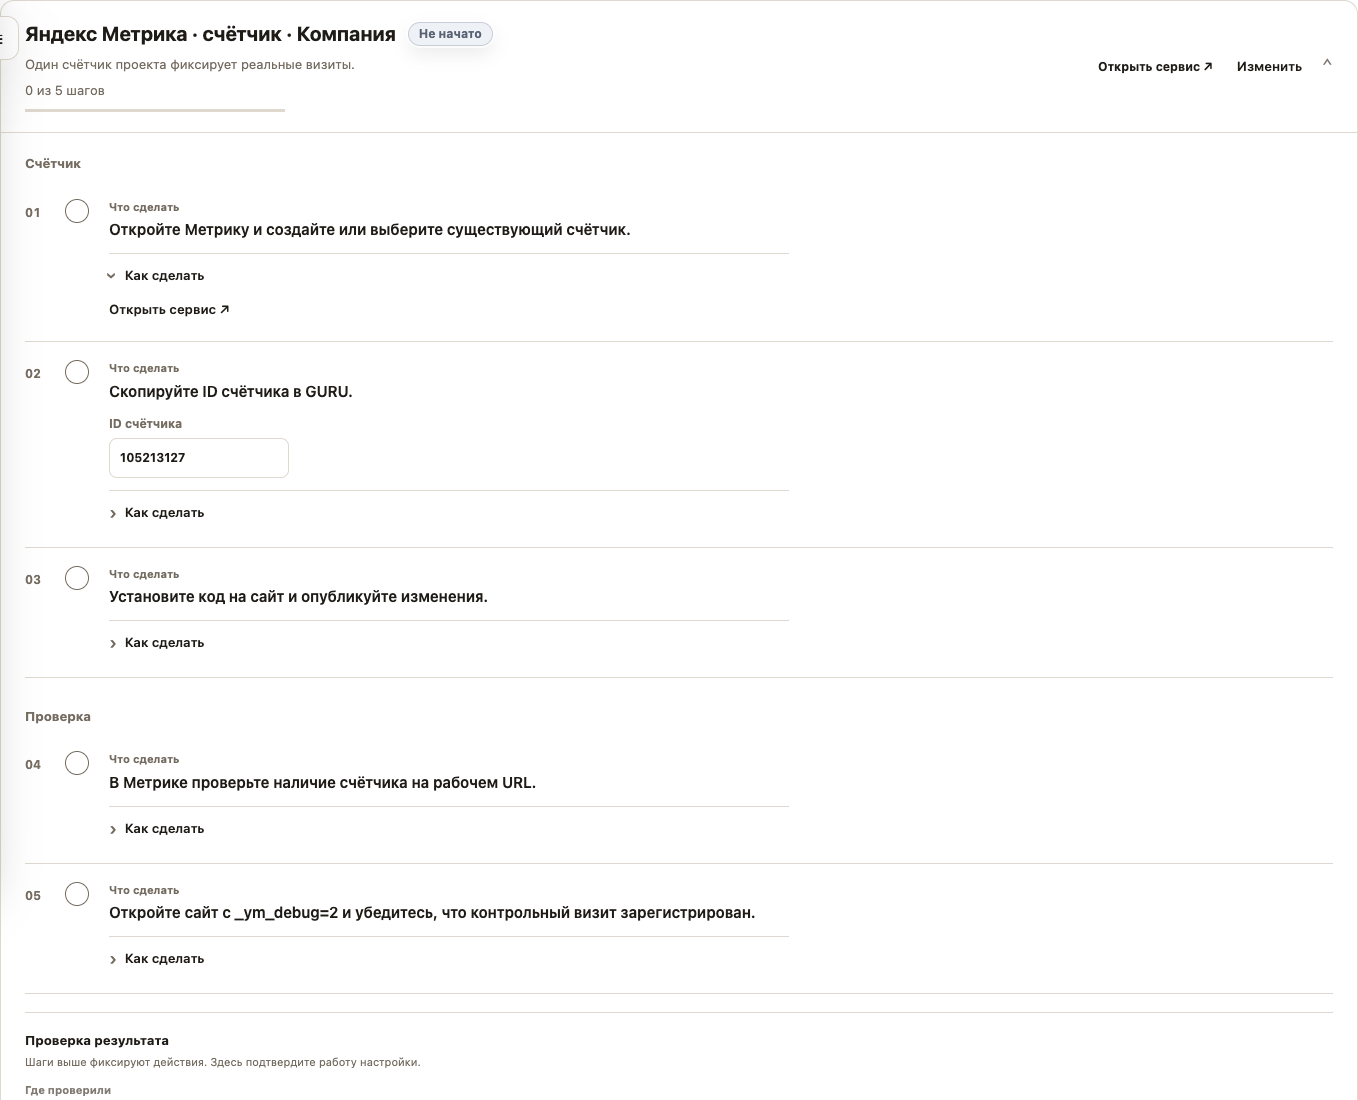 Яндекс Метрика · счётчик · Компания
Не начато
Один счётчик проекта фиксирует реальные визиты.
0 из 5 шагов
Открыть сервис ↗
Изменить
Счётчик
01
Что сделать
Откройте Метрику и создайте или выберите существующий счётчик.
Как сделать
Открыть сервис ↗
02
Что сделать
Скопируйте ID счётчика в GURU.
ID счётчика
105213127
Как сделать
03
Что сделать
Установите код на сайт и опубликуйте изменения.
Как сделать
Проверка
04
Что сделать
В Метрике проверьте наличие счётчика на рабочем URL.
Как сделать
05
Что сделать
Откройте сайт с _ym_debug=2 и убедитесь, что контрольный визит зарегистрирован.
Как сделать
Проверка результата
Шаги выше фиксируют действия. Здесь подтвердите работу настройки.
Где проверили